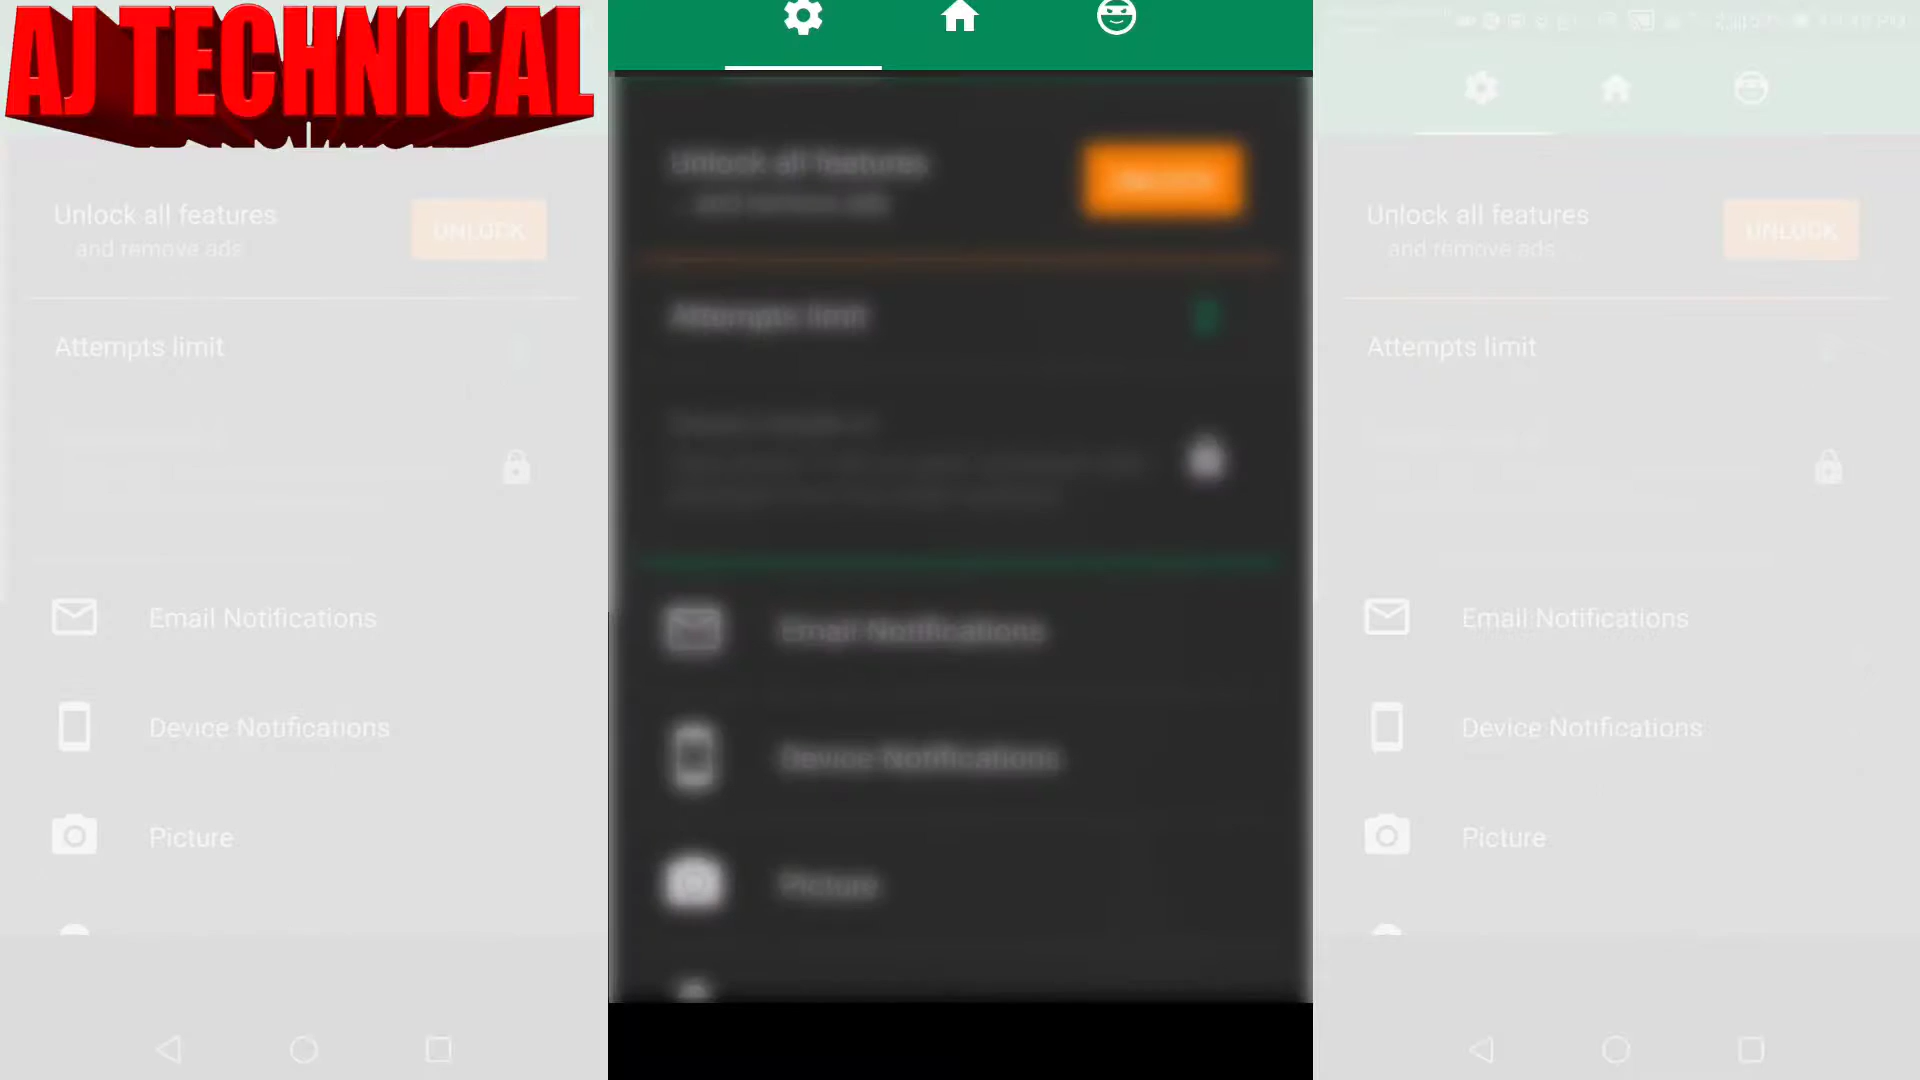 AJ TECHNICAL
Unlock all features
and remove ads
UNLOCK
Attempts limit
Email Notifications
Device Notifications
Picture
Unlock all features
... and remove ads
UNLOCK
Attempts limit
Email Notifications
Device Notifications
Picture
Unlock all features
and remove ads
UNLOCK
Attempts limit
Email Notifications
Device Notifications
Picture